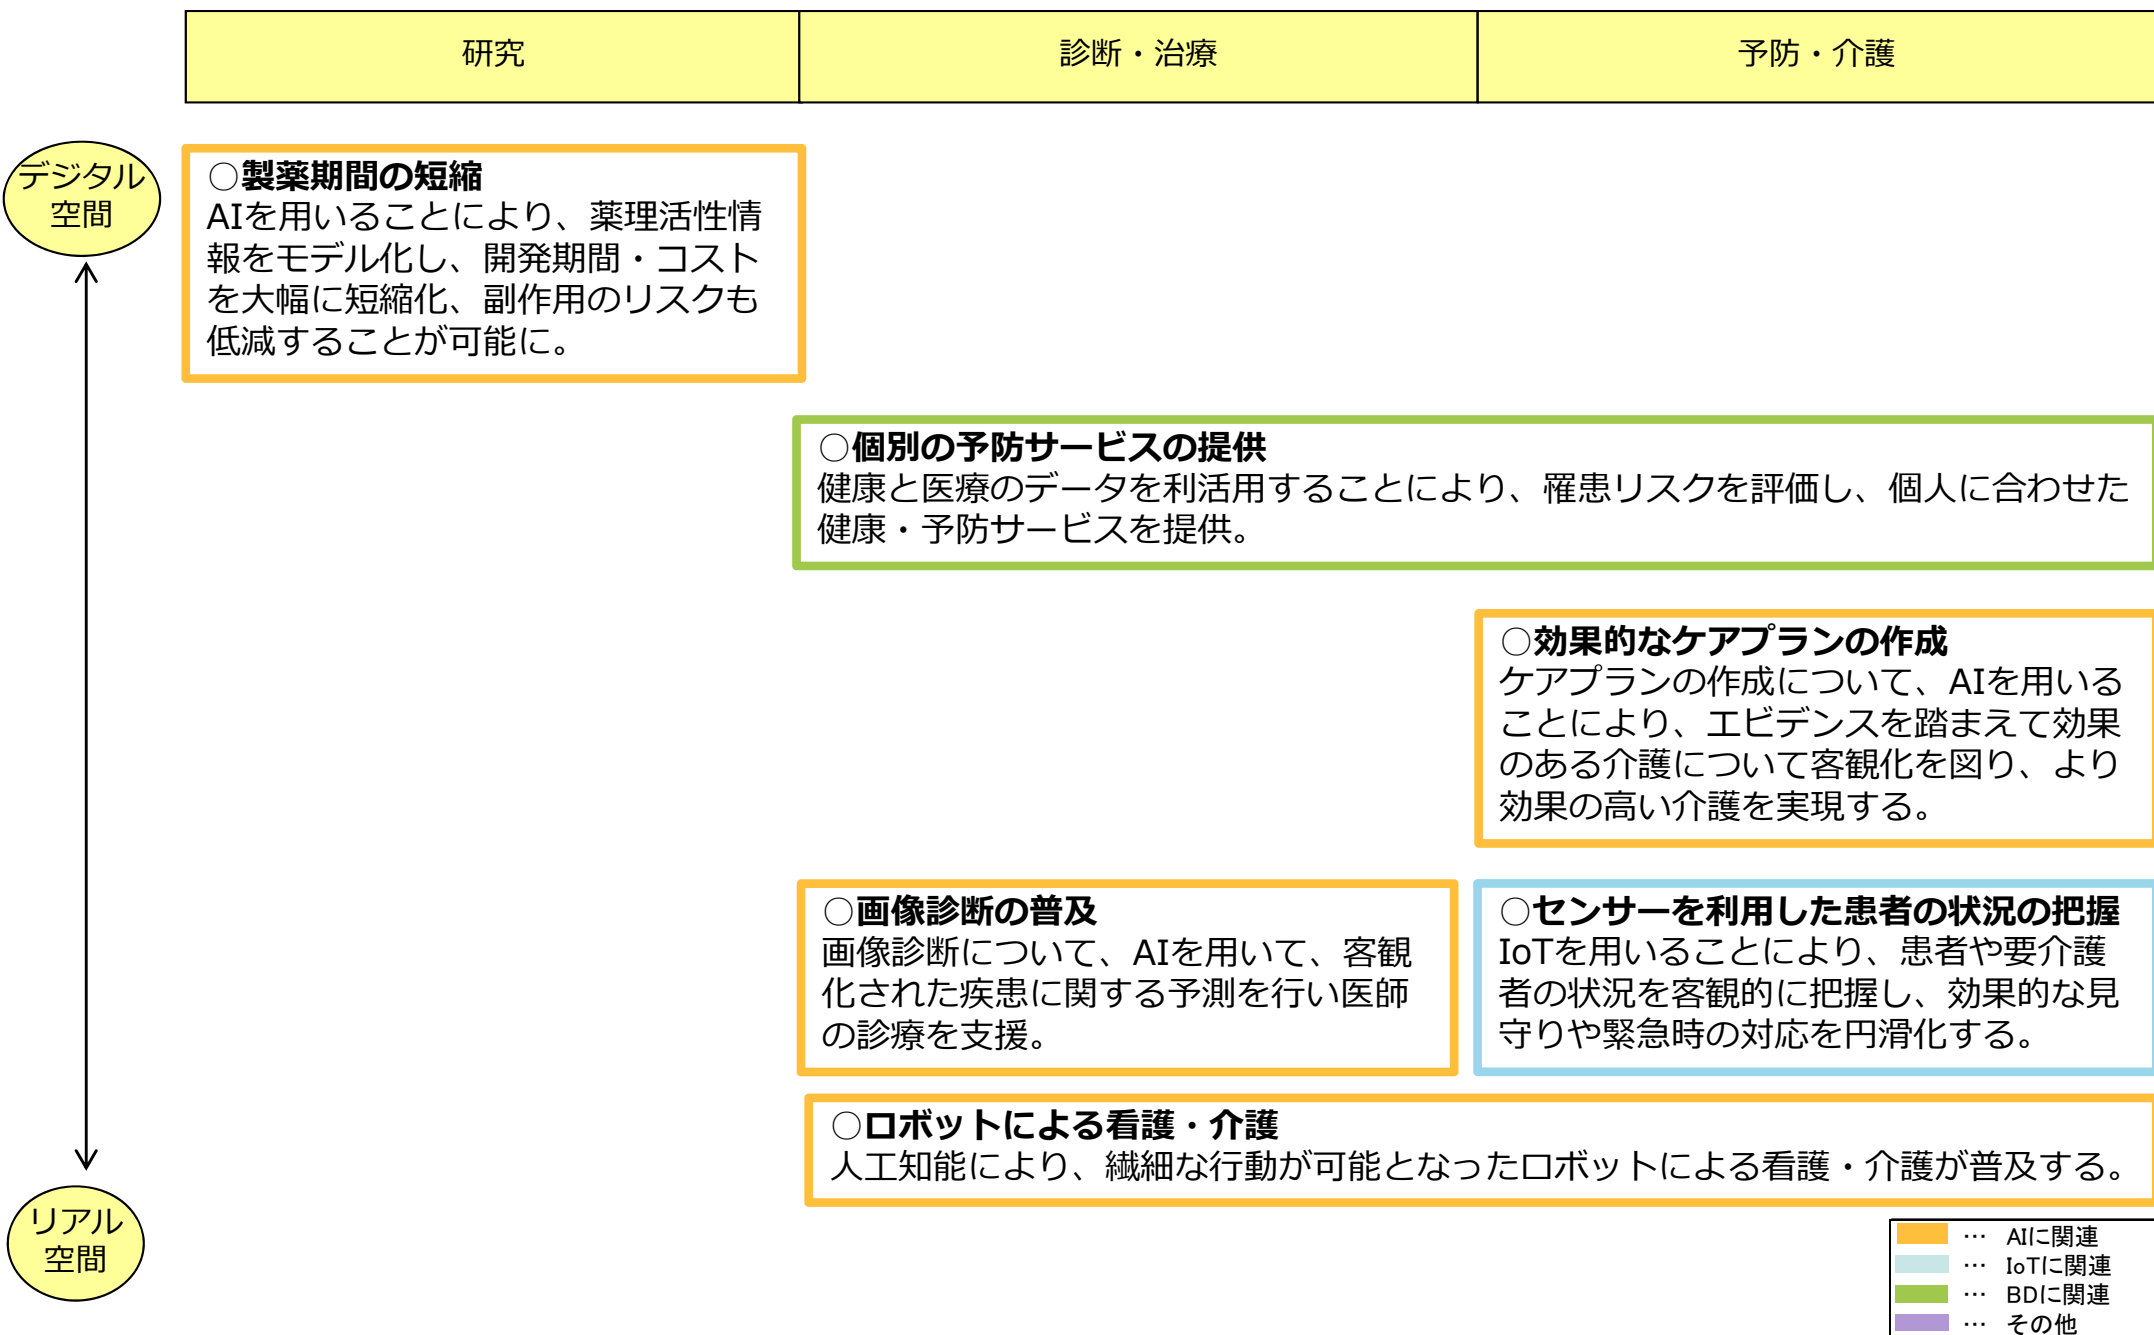 研究
診断・治療
予防・介護
デジタル
空間
○製薬期間の短縮
AIを用いることにより、薬理活性情
報をモデル化し、開発期間・コスト
を大幅に短縮化、副作用のリスクも
低減することが可能に。
○個別の予防サービスの提供
健康と医療のデータを利活用することにより、罹患リスクを評価し、個人に合わせた
健康・予防サービスを提供。
○効果的なケアプランの作成
ケアプランの作成について、AIを用いる
ことにより、エビデンスを踏まえて効果
のある介護について客観化を図り、より
効果の高い介護を実現する。
○画像診断の普及
画像診断について、AIを用いて、客観
化された疾患に関する予測を行い医師
の診療を支援。
○センサーを利用した患者の状況の把握
IoTを用いることにより、患者や要介護
者の状況を客観的に把握し、効果的な見
守りや緊急時の対応を円滑化する。
○ロボットによる看護・介護
人工知能により、繊細な行動が可能となったロボットによる看護・介護が普及する。
リアル
空間
… AIに関連
… IoTに関連
… BDに関連
… その他